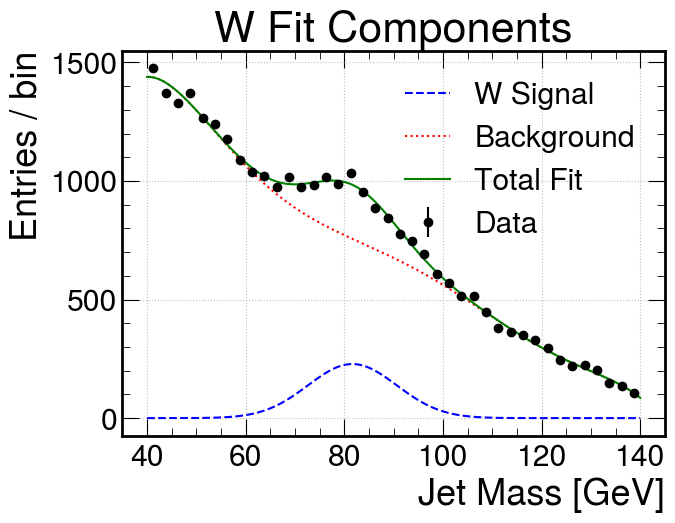 W Fit Components
Entries / bin
1500
1000
500
0
W Signal
Background
Total Fit
Data
40 60 80 100 120 140
Jet Mass [GeV]